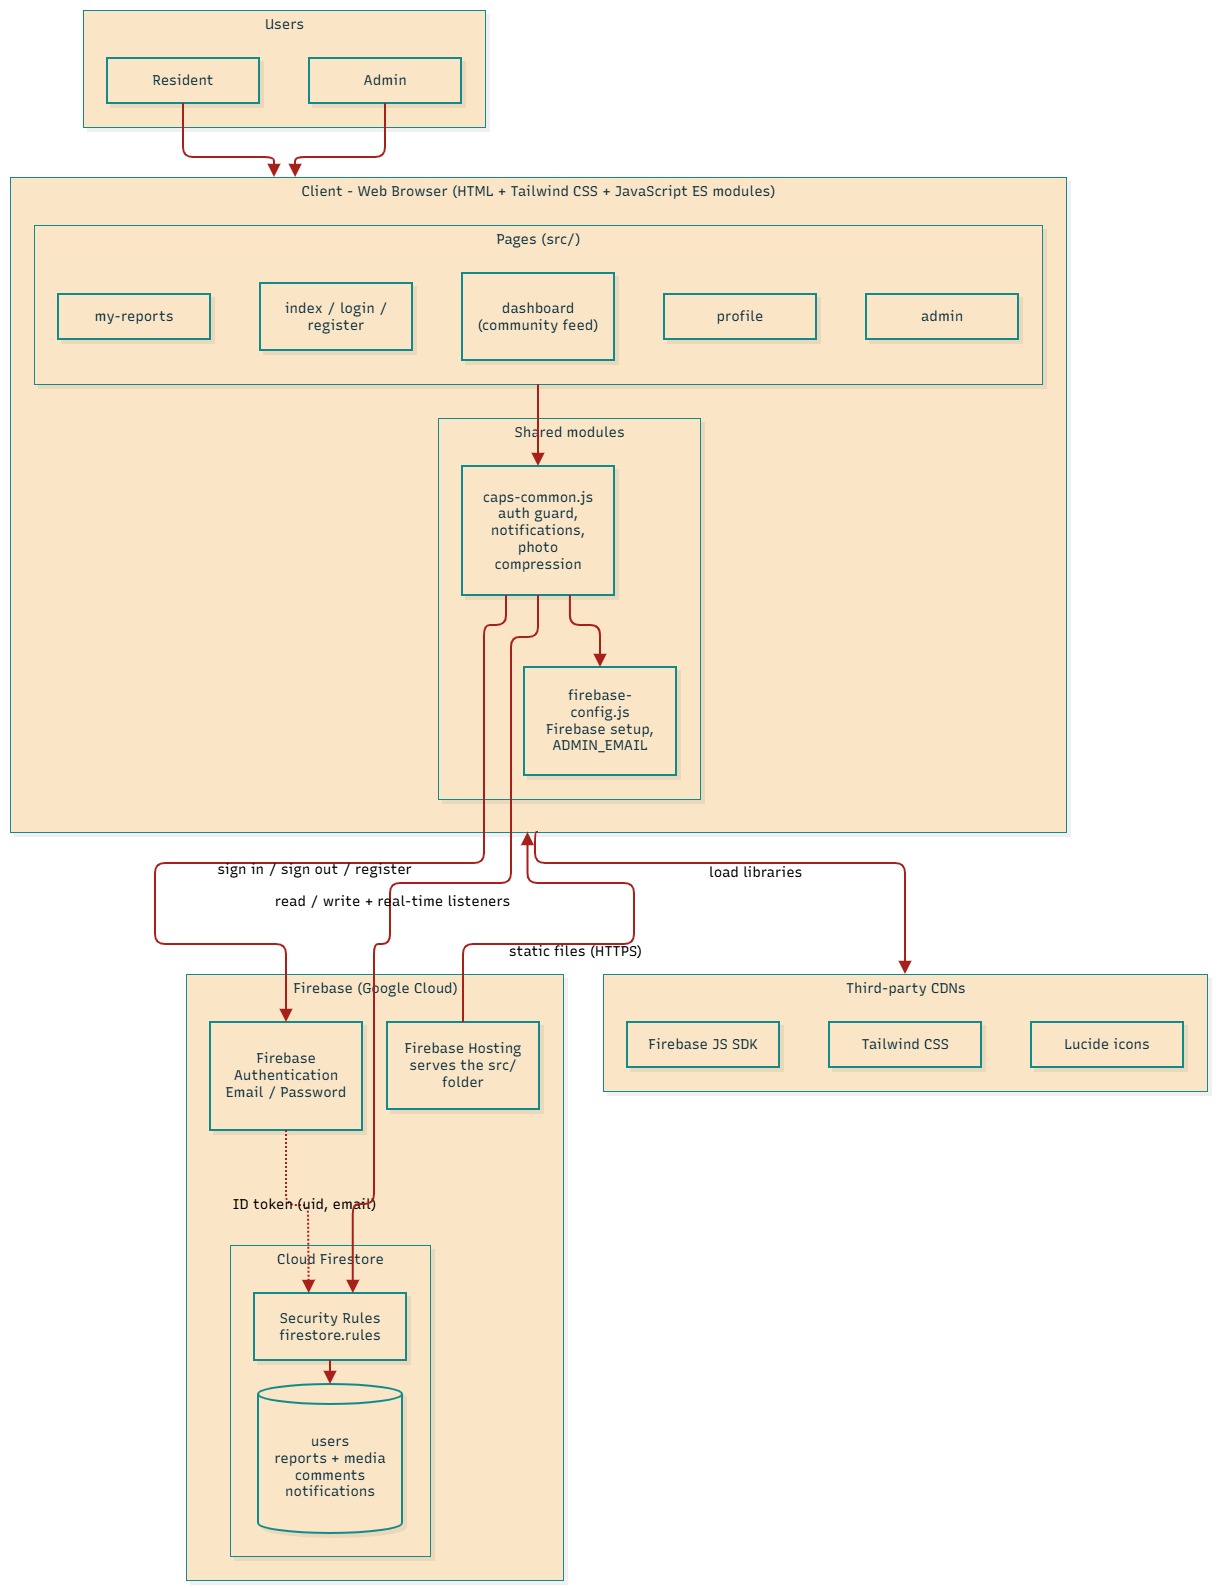 Users
Resident
Admin
Client - Web Browser (HTML + Tailwind CSS + JavaScript ES modules)
Pages (src/)
my-reports
index / login /
register
dashboard
(community feed)
profile
admin
Shared modules
caps-common.js
auth guard,
notifications,
photo
compression
firebase-
config.js
Firebase setup,
ADMIN_EMAIL
sign in / sign out / register
load libraries
read / write + real-time listeners
static files (HTTPS)
Firebase (Google Cloud)
Firebase
Authentication
Email / Password
Firebase Hosting
serves the src/
folder
Third-party CDNs
Firebase JS SDK
Tailwind CSS
Lucide icons
ID token (uid, email)
Cloud Firestore
Security Rules
firestore.rules
users
reports + media
comments
notifications